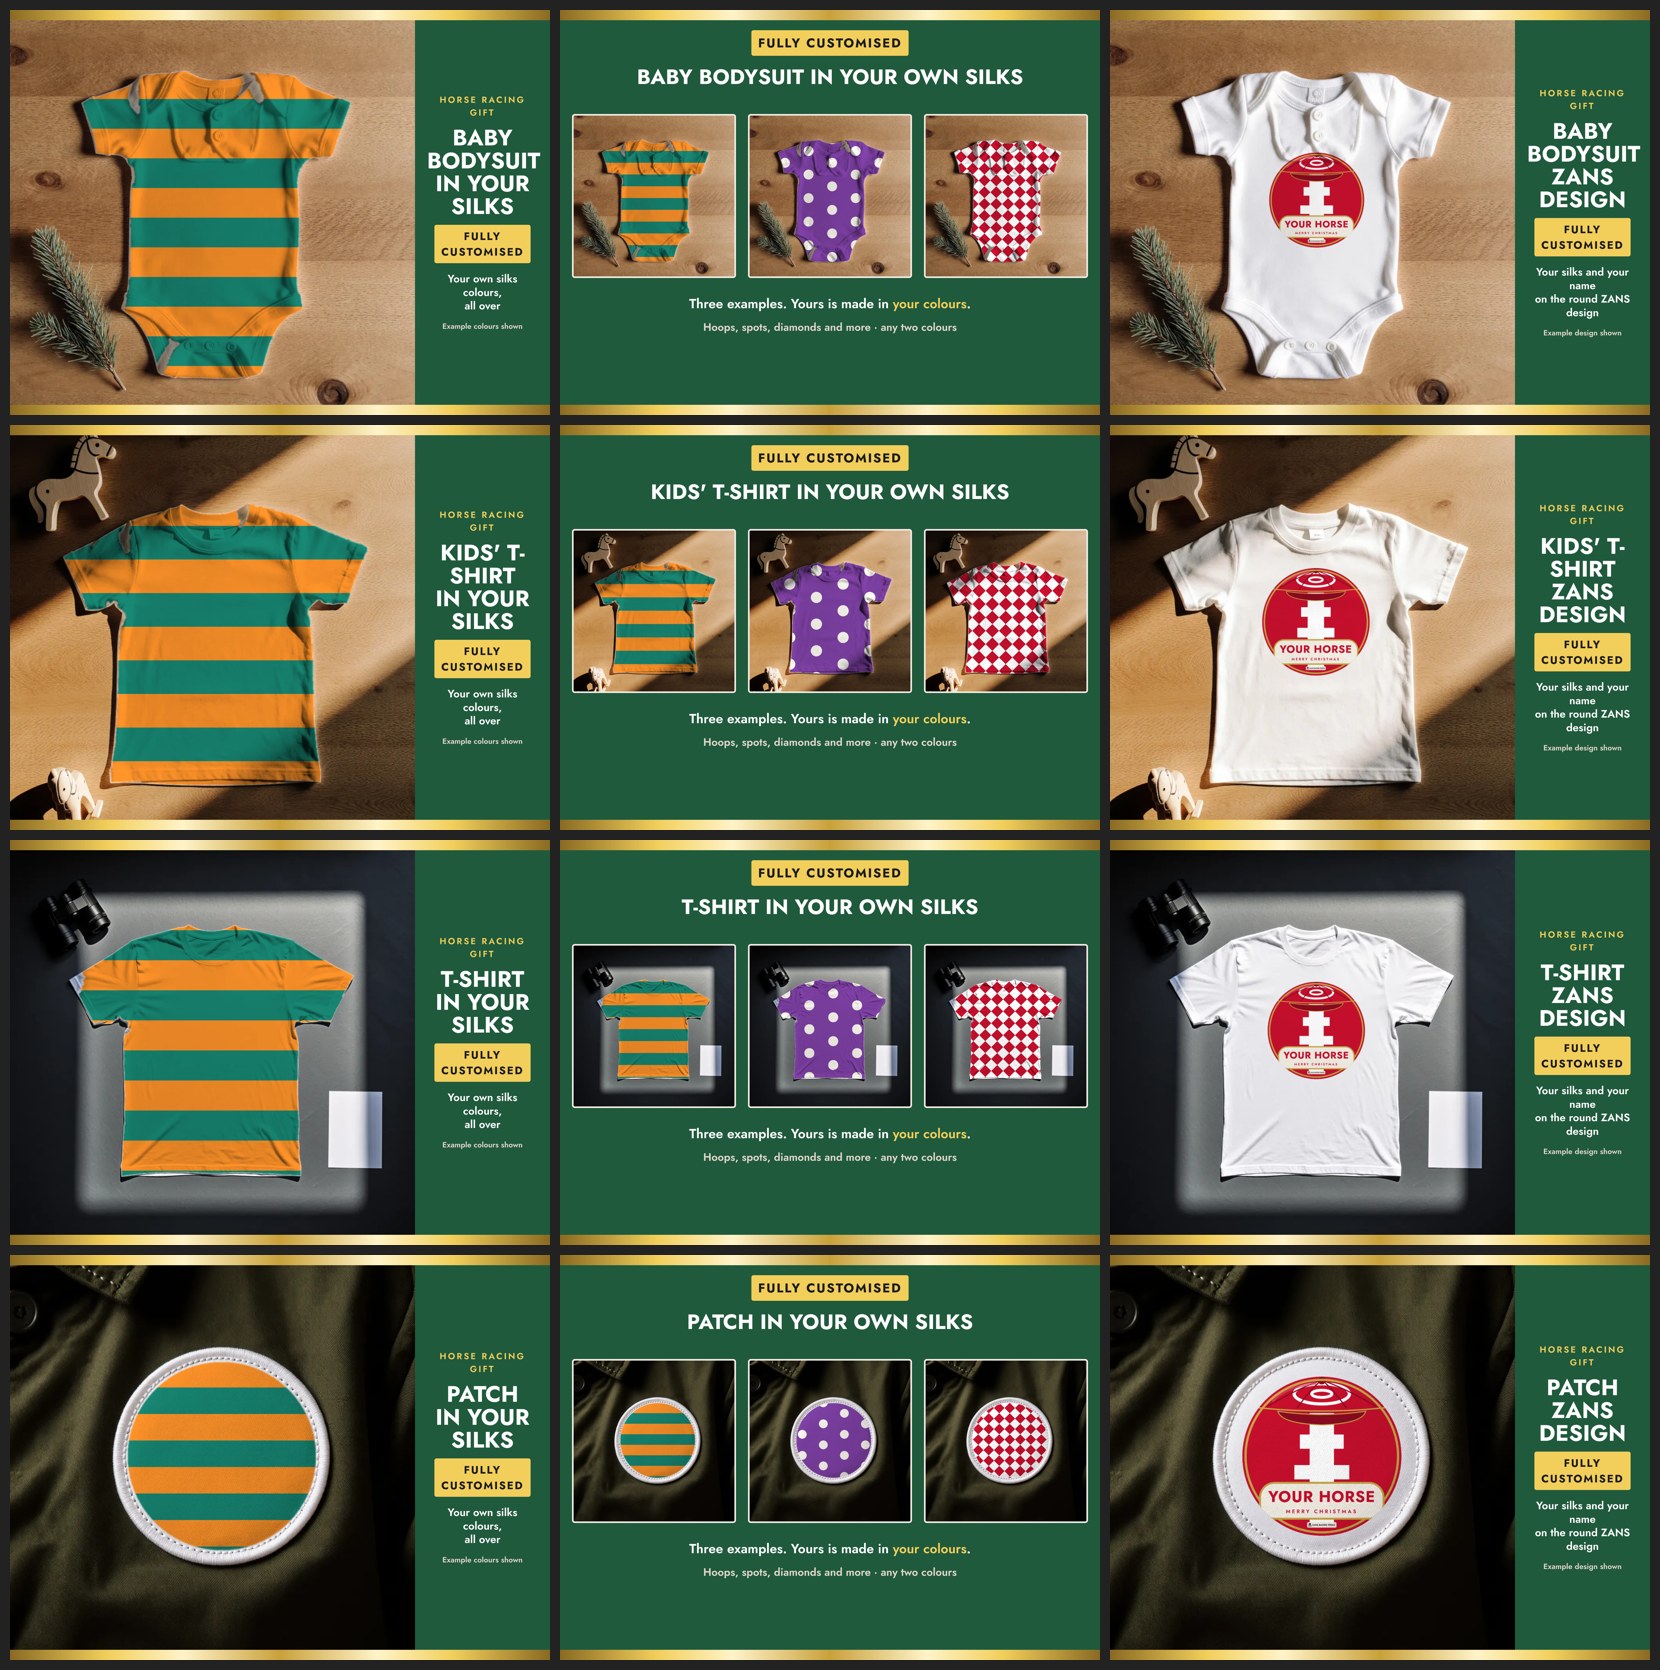 HORSE RACING
GIFT
BABY
BODYSUIT
IN YOUR
SILKS
FULLY
CUSTOMISED
Your own silks
colours,
all over
Example colours shown
FULLY CUSTOMISED
BABY BODYSUIT IN YOUR OWN SILKS
Three examples. Yours is made in your colours.
Hoops, spots, diamonds and more · any two colours
YOUR HORSE
MERRY CHRISTMAS
HORSE RACING
GIFT
BABY
BODYSUIT
ZANS
DESIGN
FULLY
CUSTOMISED
Your silks and your
name
on the round ZANS
design
Example design shown
HORSE RACING
GIFT
KIDS' T-
SHIRT
IN YOUR
SILKS
FULLY
CUSTOMISED
Your own silks
colours,
all over
Example colours shown
FULLY CUSTOMISED
KIDS' T-SHIRT IN YOUR OWN SILKS
Three examples. Yours is made in your colours.
Hoops, spots, diamonds and more · any two colours
YOUR HORSE
MERRY CHRISTMAS
HORSE RACING
GIFT
KIDS' T-
SHIRT
ZANS
DESIGN
FULLY
CUSTOMISED
Your silks and your
name
on the round ZANS
design
Example design shown
HORSE RACING
GIFT
T-SHIRT
IN YOUR
SILKS
FULLY
CUSTOMISED
Your own silks
colours,
all over
Example colours shown
FULLY CUSTOMISED
T-SHIRT IN YOUR OWN SILKS
Three examples. Yours is made in your colours.
Hoops, spots, diamonds and more · any two colours
YOUR HORSE
MERRY CHRISTMAS
HORSE RACING
GIFT
T-SHIRT
ZANS
DESIGN
FULLY
CUSTOMISED
Your silks and your
name
on the round ZANS
design
Example design shown
HORSE RACING
GIFT
PATCH
IN YOUR
SILKS
FULLY
CUSTOMISED
Your own silks
colours,
all over
Example colours shown
FULLY CUSTOMISED
PATCH IN YOUR OWN SILKS
Three examples. Yours is made in your colours.
Hoops, spots, diamonds and more · any two colours
YOUR HORSE
MERRY CHRISTMAS
HORSE RACING
GIFT
PATCH
ZANS
DESIGN
FULLY
CUSTOMISED
Your silks and your
name
on the round ZANS
design
Example design shown